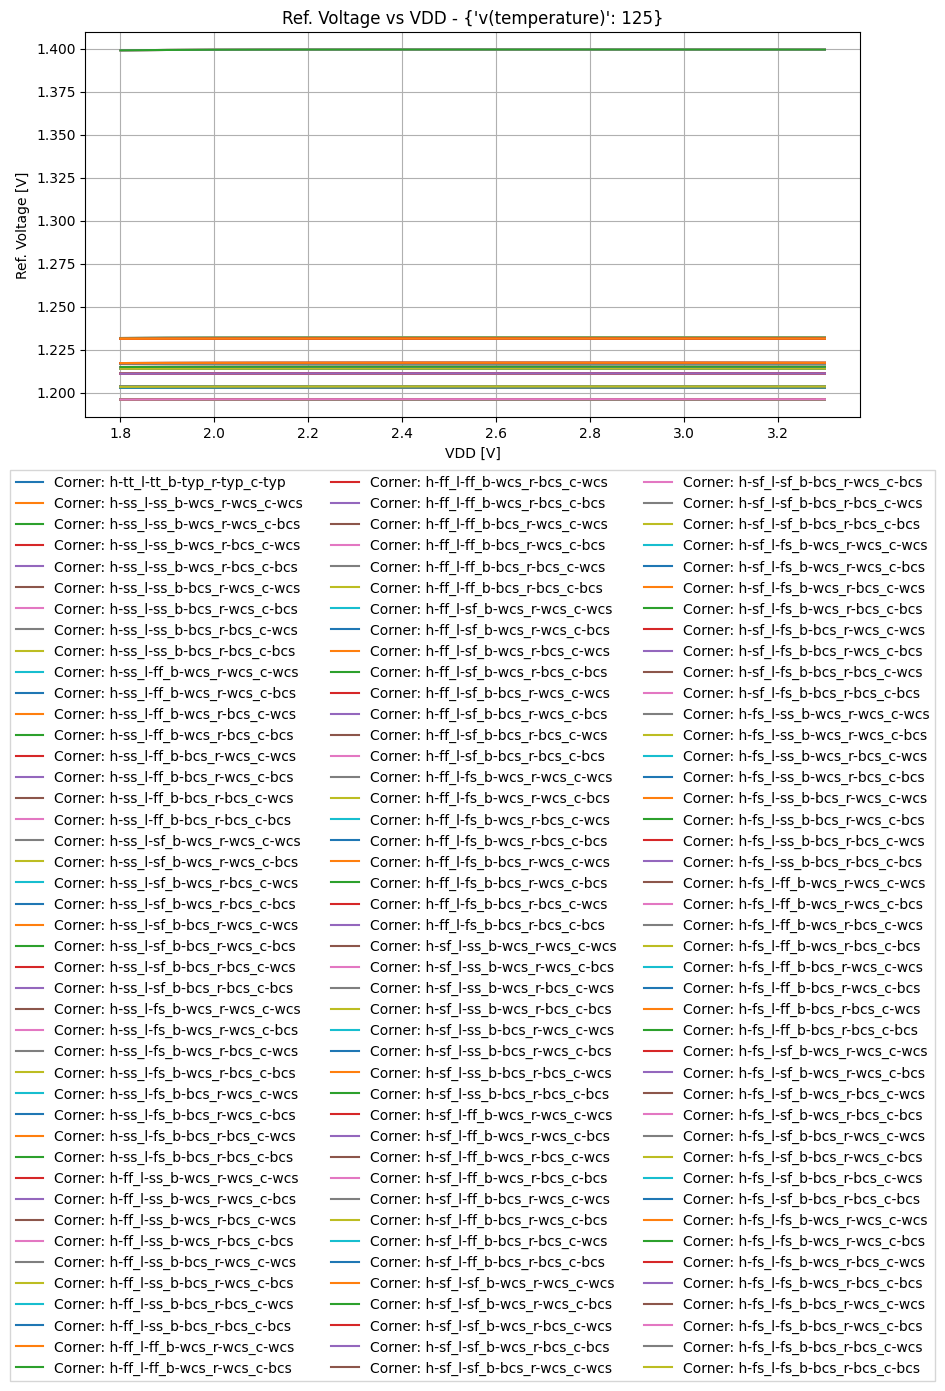 Ref. Voltage vs VDD - {'v(temperature)': 125}
1.400
1.375
1.350
1.325
1.300
1.275
1.250
1.225
1.200
Ref. Voltage [V]
1.8 2.0 2.2 2.4 2.6 2.8 3.0 3.2
VDD [V]
Corner: h-tt_l-tt_b-typ_r-typ_c-typ
Corner: h-ss_l-ss_b-wcs_r-wcs_c-wcs
Corner: h-ss_l-ss_b-wcs_r-wcs_c-bcs
Corner: h-ss_l-ss_b-wcs_r-bcs_c-wcs
Corner: h-ss_l-ss_b-wcs_r-bcs_c-bcs
Corner: h-ss_l-ss_b-bcs_r-wcs_c-wcs
Corner: h-ss_l-ss_b-bcs_r-wcs_c-bcs
Corner: h-ss_l-ss_b-bcs_r-bcs_c-wcs
Corner: h-ss_l-ss_b-bcs_r-bcs_c-bcs
Corner: h-ss_l-ff_b-wcs_r-wcs_c-wcs
Corner: h-ss_l-ff_b-wcs_r-wcs_c-bcs
Corner: h-ss_l-ff_b-wcs_r-bcs_c-wcs
Corner: h-ss_l-ff_b-wcs_r-bcs_c-bcs
Corner: h-ss_l-ff_b-bcs_r-wcs_c-wcs
Corner: h-ss_l-ff_b-bcs_r-wcs_c-bcs
Corner: h-ss_l-ff_b-bcs_r-bcs_c-wcs
Corner: h-ss_l-ff_b-bcs_r-bcs_c-bcs
Corner: h-ss_l-sf_b-wcs_r-wcs_c-wcs
Corner: h-ss_l-sf_b-wcs_r-wcs_c-bcs
Corner: h-ss_l-sf_b-wcs_r-bcs_c-wcs
Corner: h-ss_l-sf_b-wcs_r-bcs_c-bcs
Corner: h-ss_l-sf_b-bcs_r-wcs_c-wcs
Corner: h-ss_l-sf_b-bcs_r-wcs_c-bcs
Corner: h-ss_l-sf_b-bcs_r-bcs_c-wcs
Corner: h-ss_l-sf_b-bcs_r-bcs_c-bcs
Corner: h-ss_l-fs_b-wcs_r-wcs_c-wcs
Corner: h-ss_l-fs_b-wcs_r-wcs_c-bcs
Corner: h-ss_l-fs_b-wcs_r-bcs_c-wcs
Corner: h-ss_l-fs_b-wcs_r-bcs_c-bcs
Corner: h-ss_l-fs_b-bcs_r-wcs_c-wcs
Corner: h-ss_l-fs_b-bcs_r-wcs_c-bcs
Corner: h-ss_l-fs_b-bcs_r-bcs_c-wcs
Corner: h-ss_l-fs_b-bcs_r-bcs_c-bcs
Corner: h-ff_l-ss_b-wcs_r-wcs_c-wcs
Corner: h-ff_l-ss_b-wcs_r-wcs_c-bcs
Corner: h-ff_l-ss_b-wcs_r-bcs_c-wcs
Corner: h-ff_l-ss_b-wcs_r-bcs_c-bcs
Corner: h-ff_l-ss_b-bcs_r-wcs_c-wcs
Corner: h-ff_l-ss_b-bcs_r-wcs_c-bcs
Corner: h-ff_l-ss_b-bcs_r-bcs_c-wcs
Corner: h-ff_l-ss_b-bcs_r-bcs_c-bcs
Corner: h-ff_l-ff_b-wcs_r-wcs_c-wcs
Corner: h-ff_l-ff_b-wcs_r-wcs_c-bcs
Corner: h-ff_l-ff_b-wcs_r-bcs_c-wcs
Corner: h-ff_l-ff_b-wcs_r-bcs_c-bcs
Corner: h-ff_l-ff_b-bcs_r-wcs_c-wcs
Corner: h-ff_l-ff_b-bcs_r-wcs_c-bcs
Corner: h-ff_l-ff_b-bcs_r-bcs_c-wcs
Corner: h-ff_l-ff_b-bcs_r-bcs_c-bcs
Corner: h-ff_l-sf_b-wcs_r-wcs_c-wcs
Corner: h-ff_l-sf_b-wcs_r-wcs_c-bcs
Corner: h-ff_l-sf_b-wcs_r-bcs_c-wcs
Corner: h-ff_l-sf_b-wcs_r-bcs_c-bcs
Corner: h-ff_l-sf_b-bcs_r-wcs_c-wcs
Corner: h-ff_l-sf_b-bcs_r-wcs_c-bcs
Corner: h-ff_l-sf_b-bcs_r-bcs_c-wcs
Corner: h-ff_l-sf_b-bcs_r-bcs_c-bcs
Corner: h-ff_l-fs_b-wcs_r-wcs_c-wcs
Corner: h-ff_l-fs_b-wcs_r-wcs_c-bcs
Corner: h-ff_l-fs_b-wcs_r-bcs_c-wcs
Corner: h-ff_l-fs_b-wcs_r-bcs_c-bcs
Corner: h-ff_l-fs_b-bcs_r-wcs_c-wcs
Corner: h-ff_l-fs_b-bcs_r-wcs_c-bcs
Corner: h-ff_l-fs_b-bcs_r-bcs_c-wcs
Corner: h-ff_l-fs_b-bcs_r-bcs_c-bcs
Corner: h-sf_l-ss_b-wcs_r-wcs_c-wcs
Corner: h-sf_l-ss_b-wcs_r-wcs_c-bcs
Corner: h-sf_l-ss_b-wcs_r-bcs_c-wcs
Corner: h-sf_l-ss_b-wcs_r-bcs_c-bcs
Corner: h-sf_l-ss_b-bcs_r-wcs_c-wcs
Corner: h-sf_l-ss_b-bcs_r-wcs_c-bcs
Corner: h-sf_l-ss_b-bcs_r-bcs_c-wcs
Corner: h-sf_l-ss_b-bcs_r-bcs_c-bcs
Corner: h-sf_l-ff_b-wcs_r-wcs_c-wcs
Corner: h-sf_l-ff_b-wcs_r-wcs_c-bcs
Corner: h-sf_l-ff_b-wcs_r-bcs_c-wcs
Corner: h-sf_l-ff_b-wcs_r-bcs_c-bcs
Corner: h-sf_l-ff_b-bcs_r-wcs_c-wcs
Corner: h-sf_l-ff_b-bcs_r-wcs_c-bcs
Corner: h-sf_l-ff_b-bcs_r-bcs_c-wcs
Corner: h-sf_l-ff_b-bcs_r-bcs_c-bcs
Corner: h-sf_l-sf_b-wcs_r-wcs_c-wcs
Corner: h-sf_l-sf_b-wcs_r-wcs_c-bcs
Corner: h-sf_l-sf_b-wcs_r-bcs_c-wcs
Corner: h-sf_l-sf_b-wcs_r-bcs_c-bcs
Corner: h-sf_l-sf_b-bcs_r-wcs_c-wcs
Corner: h-sf_l-sf_b-bcs_r-wcs_c-bcs
Corner: h-sf_l-sf_b-bcs_r-bcs_c-wcs
Corner: h-sf_l-sf_b-bcs_r-bcs_c-bcs
Corner: h-sf_l-fs_b-wcs_r-wcs_c-wcs
Corner: h-sf_l-fs_b-wcs_r-wcs_c-bcs
Corner: h-sf_l-fs_b-wcs_r-bcs_c-wcs
Corner: h-sf_l-fs_b-wcs_r-bcs_c-bcs
Corner: h-sf_l-fs_b-bcs_r-wcs_c-wcs
Corner: h-sf_l-fs_b-bcs_r-wcs_c-bcs
Corner: h-sf_l-fs_b-bcs_r-bcs_c-wcs
Corner: h-sf_l-fs_b-bcs_r-bcs_c-bcs
Corner: h-fs_l-ss_b-wcs_r-wcs_c-wcs
Corner: h-fs_l-ss_b-wcs_r-wcs_c-bcs
Corner: h-fs_l-ss_b-wcs_r-bcs_c-wcs
Corner: h-fs_l-ss_b-wcs_r-bcs_c-bcs
Corner: h-fs_l-ss_b-bcs_r-wcs_c-wcs
Corner: h-fs_l-ss_b-bcs_r-wcs_c-bcs
Corner: h-fs_l-ss_b-bcs_r-bcs_c-wcs
Corner: h-fs_l-ss_b-bcs_r-bcs_c-bcs
Corner: h-fs_l-ff_b-wcs_r-wcs_c-wcs
Corner: h-fs_l-ff_b-wcs_r-wcs_c-bcs
Corner: h-fs_l-ff_b-wcs_r-bcs_c-wcs
Corner: h-fs_l-ff_b-wcs_r-bcs_c-bcs
Corner: h-fs_l-ff_b-bcs_r-wcs_c-wcs
Corner: h-fs_l-ff_b-bcs_r-wcs_c-bcs
Corner: h-fs_l-ff_b-bcs_r-bcs_c-wcs
Corner: h-fs_l-ff_b-bcs_r-bcs_c-bcs
Corner: h-fs_l-sf_b-wcs_r-wcs_c-wcs
Corner: h-fs_l-sf_b-wcs_r-wcs_c-bcs
Corner: h-fs_l-sf_b-wcs_r-bcs_c-wcs
Corner: h-fs_l-sf_b-wcs_r-bcs_c-bcs
Corner: h-fs_l-sf_b-bcs_r-wcs_c-wcs
Corner: h-fs_l-sf_b-bcs_r-wcs_c-bcs
Corner: h-fs_l-sf_b-bcs_r-bcs_c-wcs
Corner: h-fs_l-sf_b-bcs_r-bcs_c-bcs
Corner: h-fs_l-fs_b-wcs_r-wcs_c-wcs
Corner: h-fs_l-fs_b-wcs_r-wcs_c-bcs
Corner: h-fs_l-fs_b-wcs_r-bcs_c-wcs
Corner: h-fs_l-fs_b-wcs_r-bcs_c-bcs
Corner: h-fs_l-fs_b-bcs_r-wcs_c-wcs
Corner: h-fs_l-fs_b-bcs_r-wcs_c-bcs
Corner: h-fs_l-fs_b-bcs_r-bcs_c-wcs
Corner: h-fs_l-fs_b-bcs_r-bcs_c-bcs